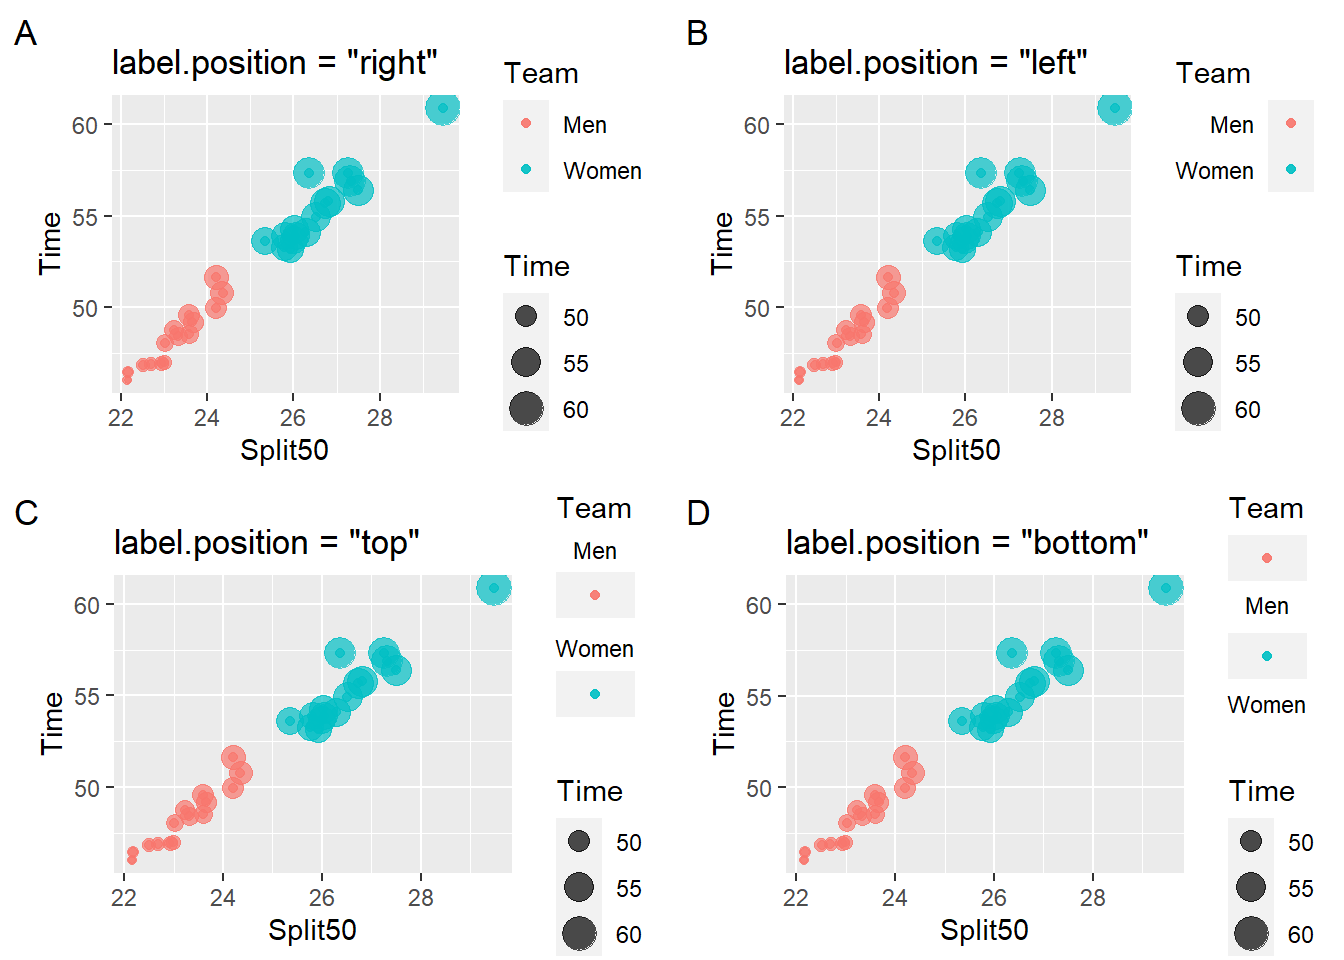 A
label.position = "right"
Team
Men
Women
Time
50
55
60
60
55
50
Time
22
24
26
28
Split50
B
label.position = "left"
Team
Men
Women
Time
50
55
60
60
55
50
Time
22
24
26
28
Split50
C
label.position = "top"
Team
Men
Women
Time
50
55
60
60
55
50
Time
22
24
26
28
Split50
D
label.position = "bottom"
Team
Men
Women
Time
50
55
60
60
55
50
Time
22
24
26
28
Split50